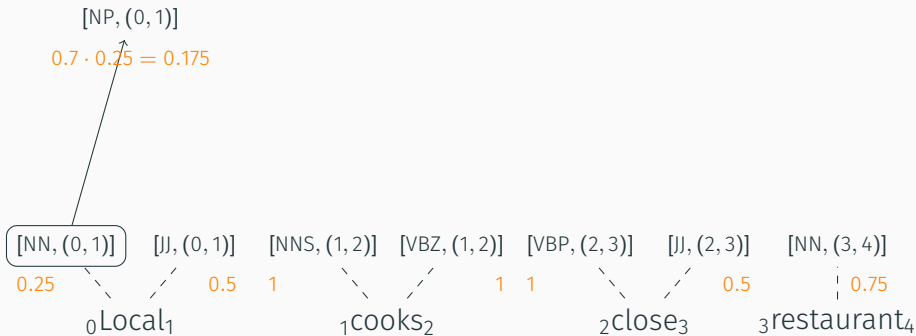 [NP, (0, 1)]
0.7 · 0.25 = 0.175
[NN, (0, 1)] [JJ, (0, 1)] [NNS, (1, 2)] [VBZ, (1, 2)] [VBP, (2, 3)] [JJ, (2, 3)] [NN, (3, 4)]
0.25 0.5 1 1 1 0.5 0.75
₀Local₁ ₁cooks₂ ₂close₃ ₃restaurant₄